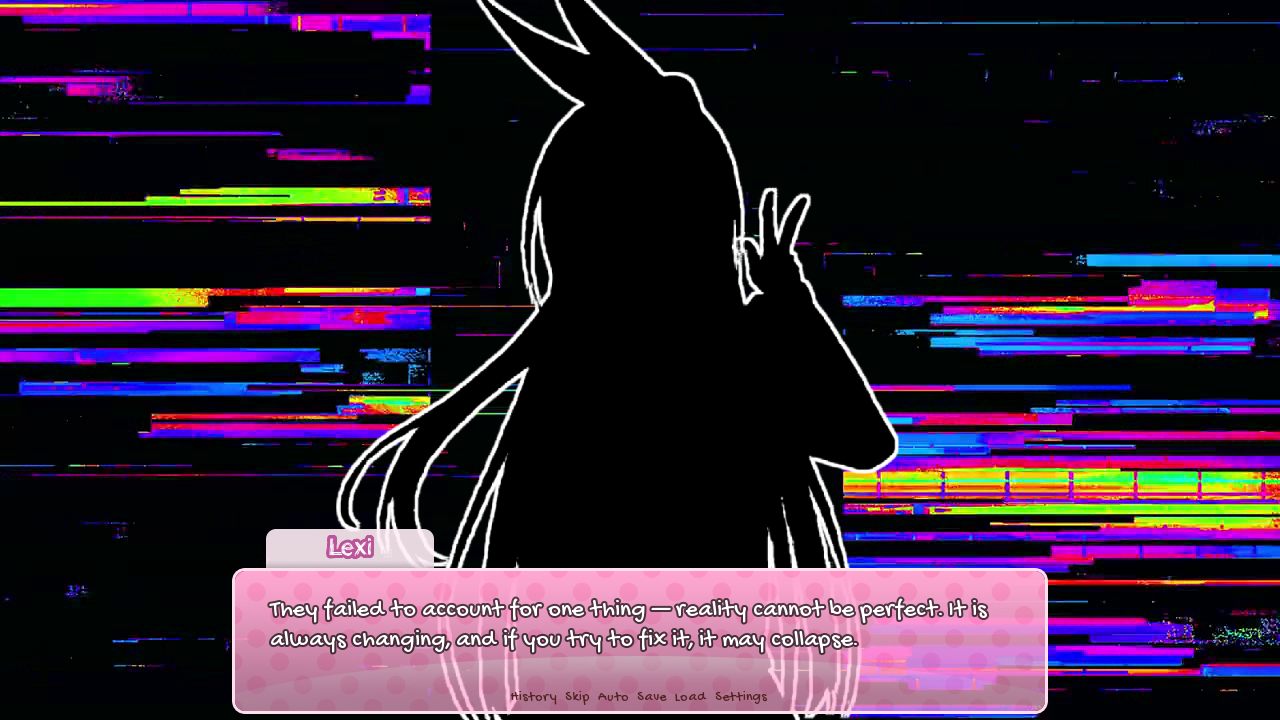 Lexi
They failed to account for one thing — reality cannot be perfect. It is
always changing, and if you try to fix it, it may collapse.
History Skip Auto Save Load Settings